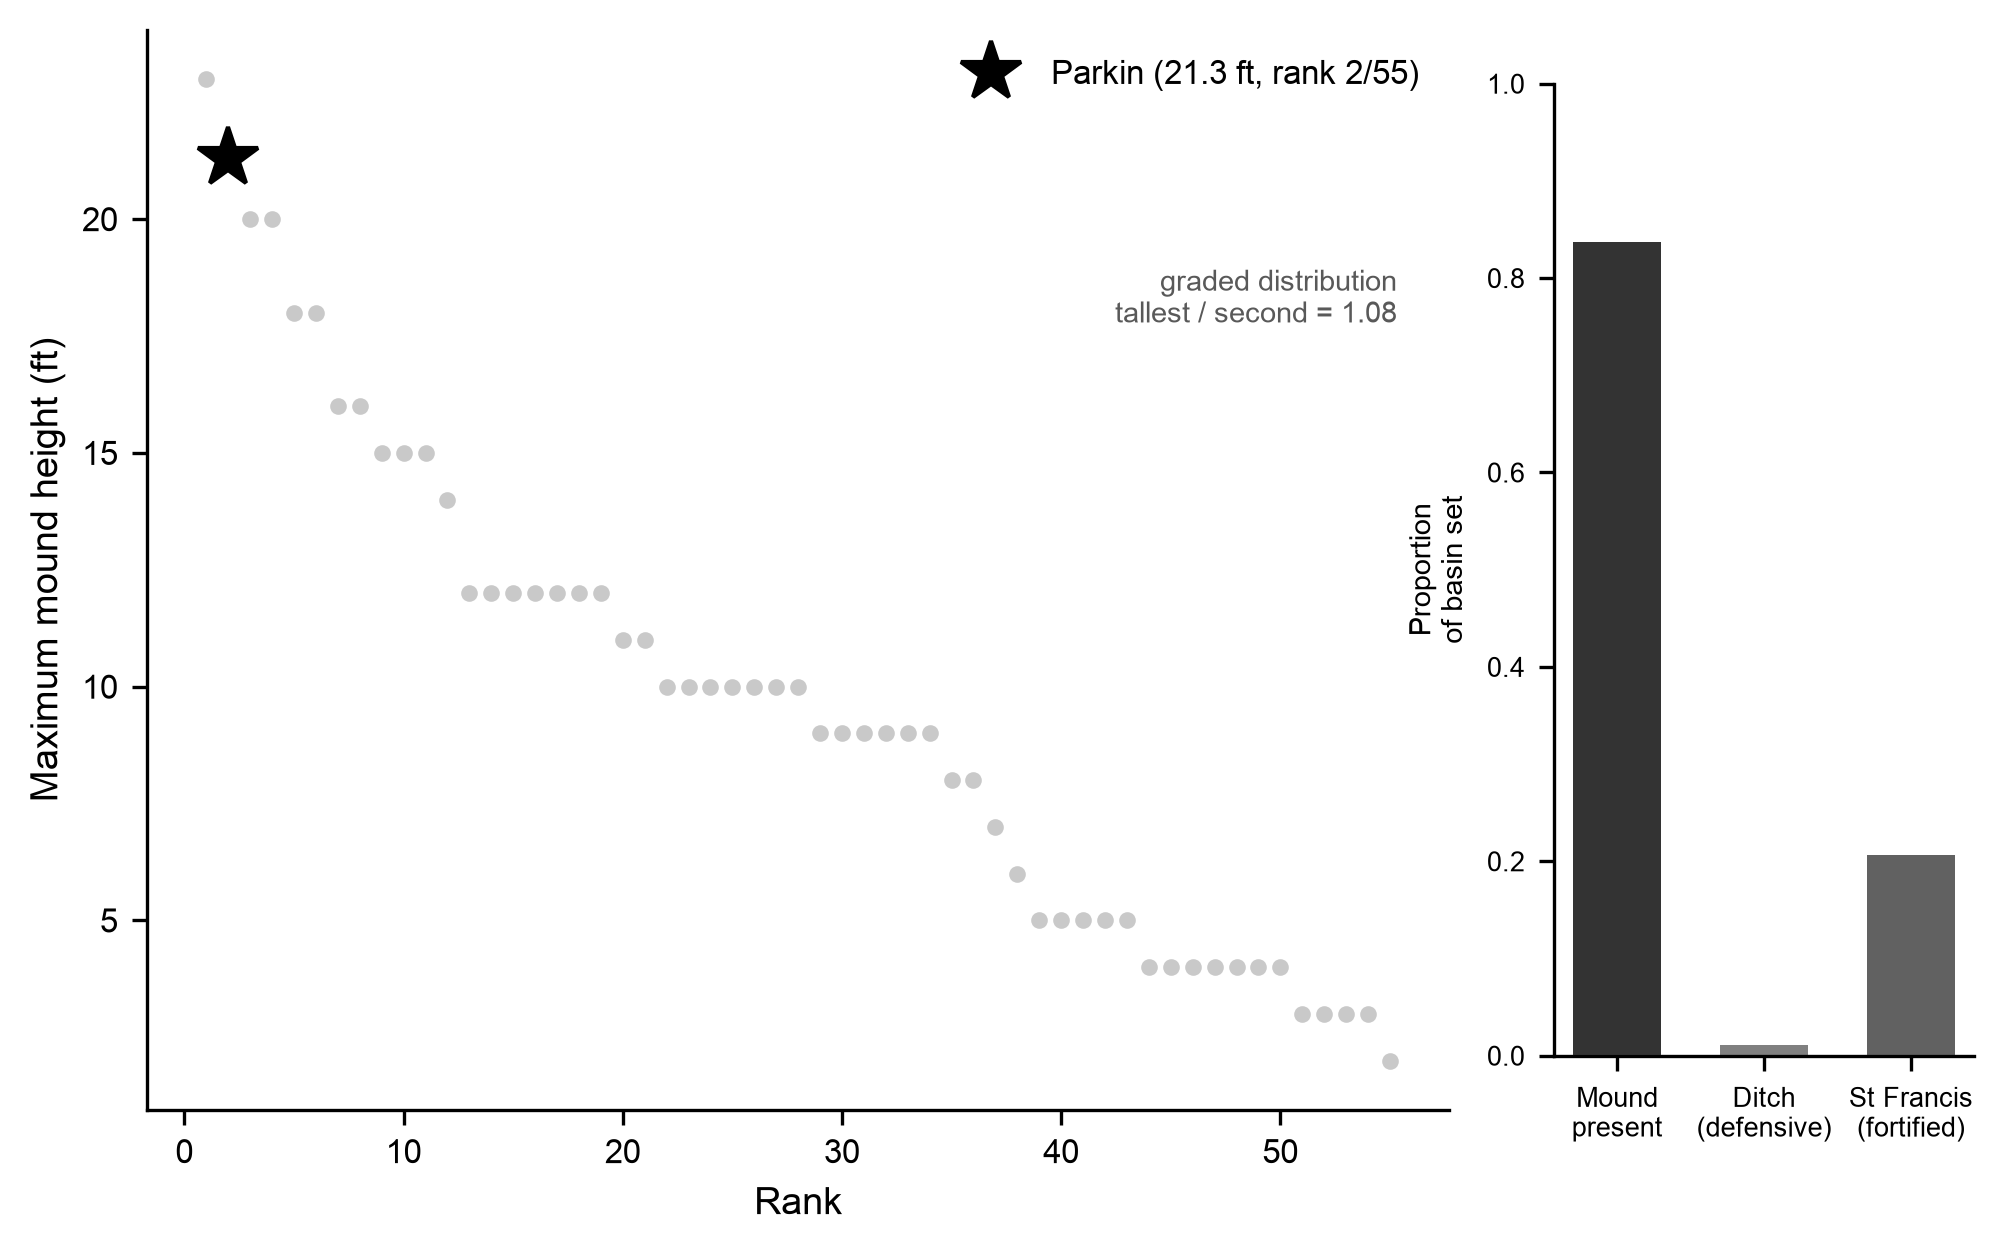 Maximum mound height (ft)
20
15
10
5
0
10
20
30
40
50
Rank
Parkin (21.3 ft, rank 2/55)
graded distribution
tallest / second = 1.08
Proportion
of basin set
1.0
0.8
0.6
0.4
0.2
0.0
Mound
present
Ditch
(defensive)
St Francis
(fortified)